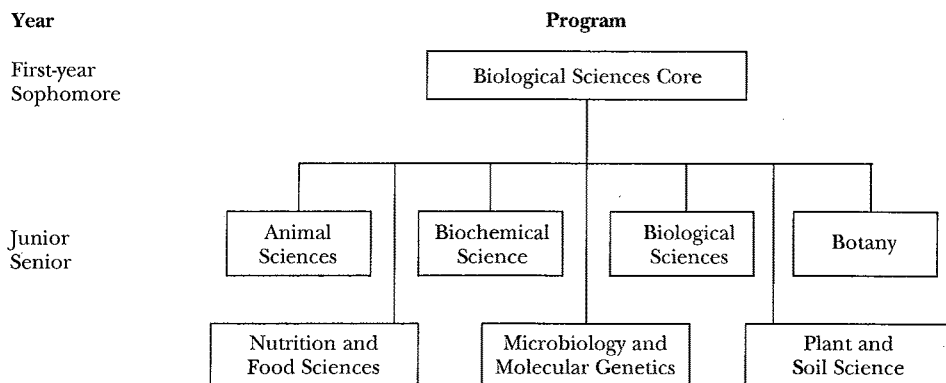 Year
Program
First-year
Sophomore
Biological Sciences Core
Junior
Senior
Animal
Sciences
Biochemical
Science
Biological
Sciences
Botany
Nutrition and
Food Sciences
Microbiology and
Molecular Genetics
Plant and
Soil Science